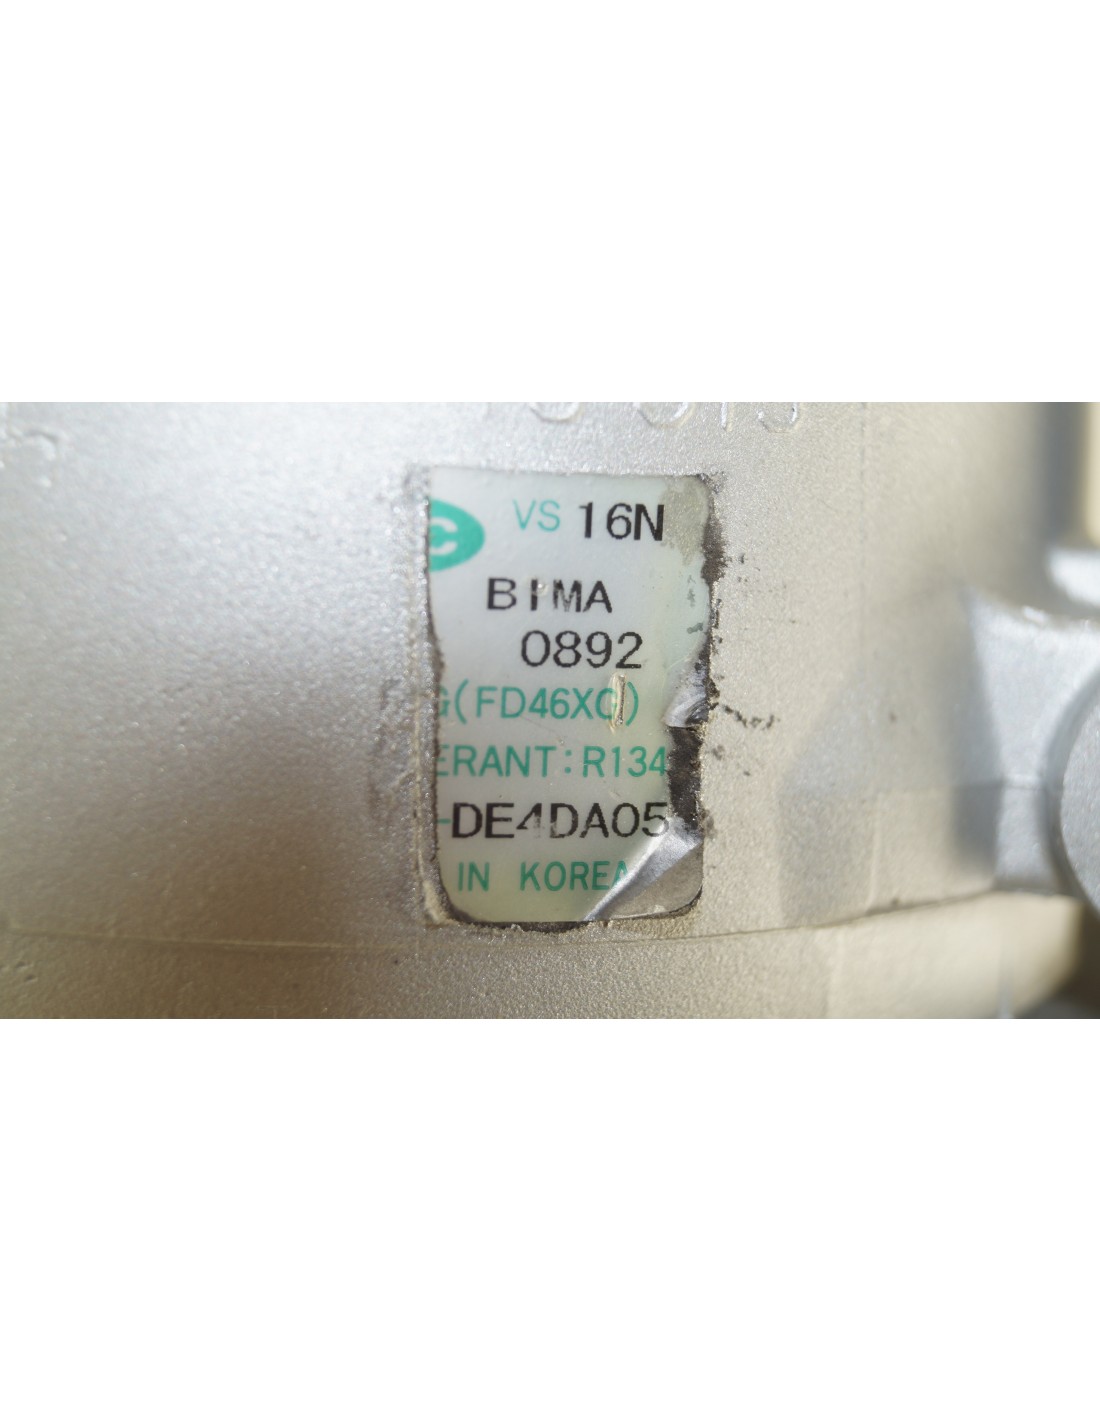 C VS 16N
BIMA
0892
G(FD46XG)
ERANT: R134
-DE4DA05
IN KOREA